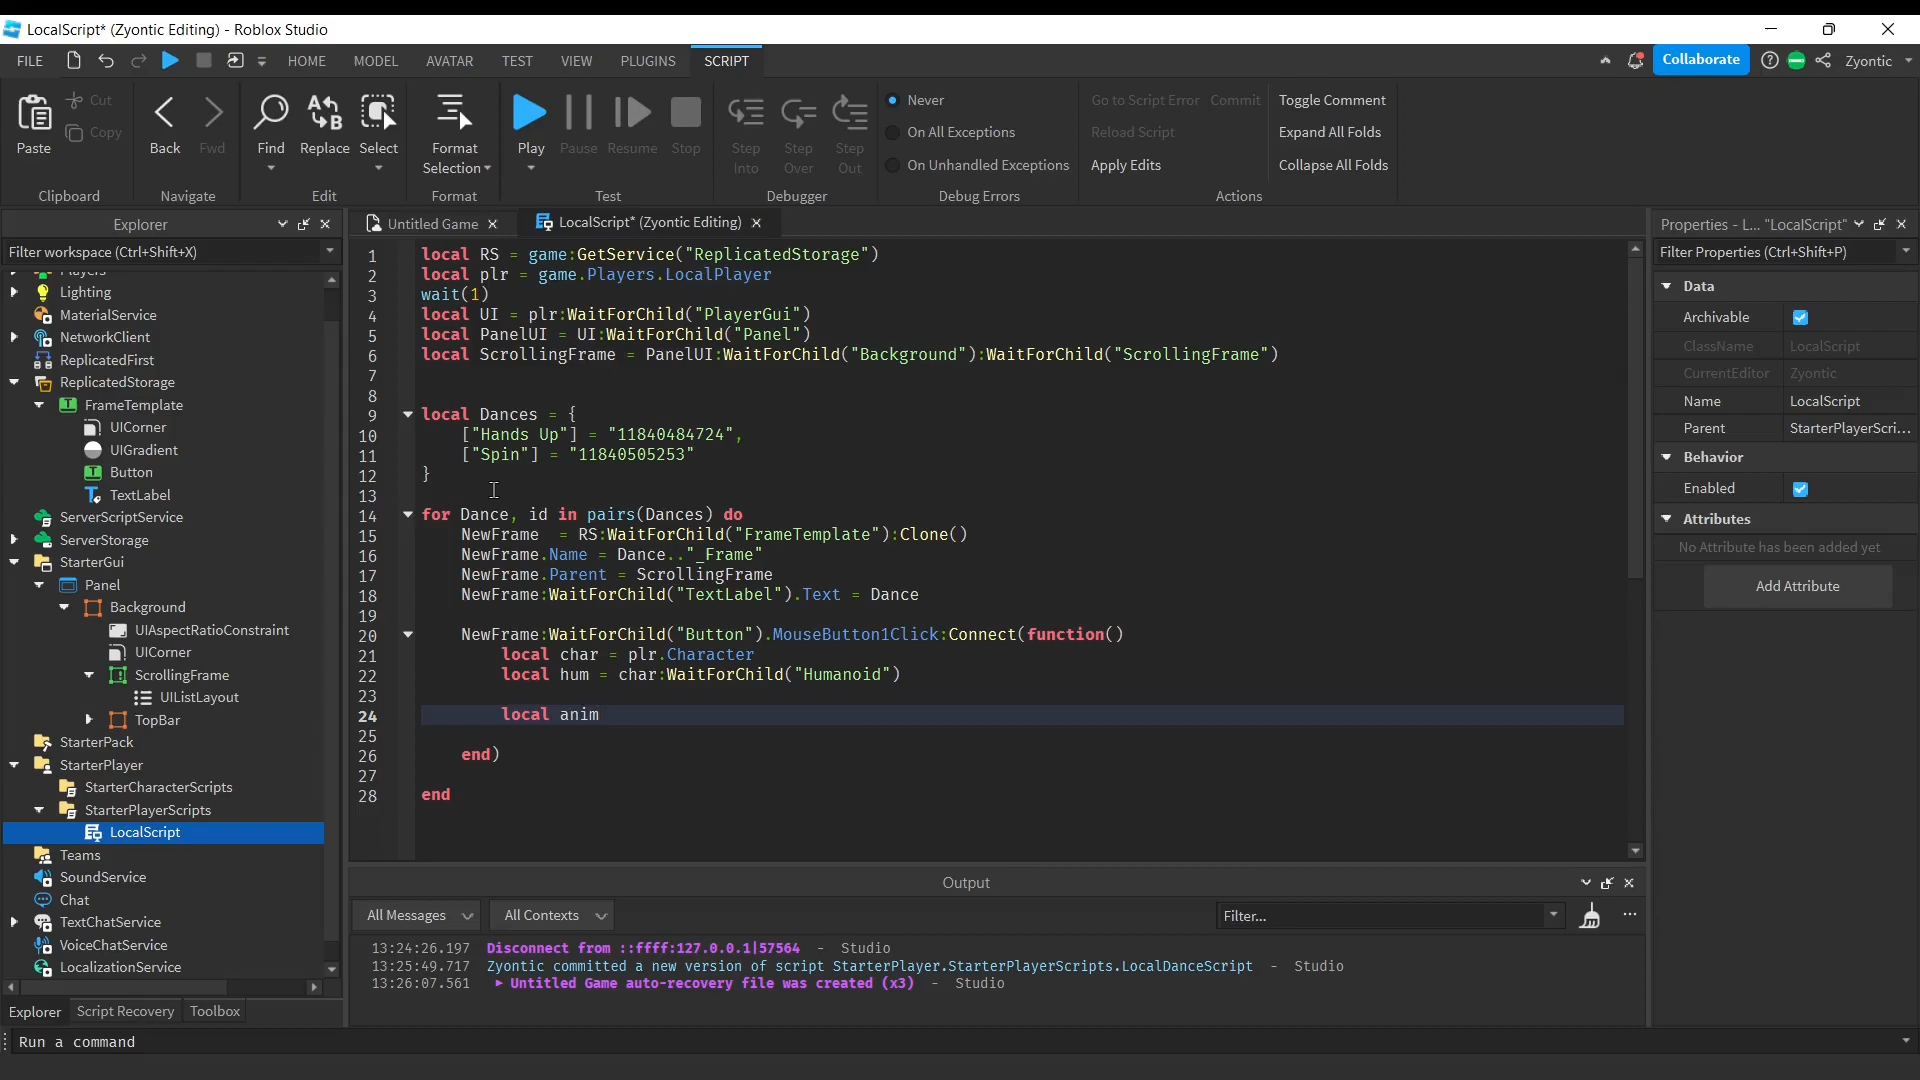 LocalScript* (Zyontic Editing) - Roblox Studio
FILE HOME MODEL AVATAR TEST VIEW PLUGINS SCRIPT Collaborate Zyontic
Paste Cut Copy Back Fwd Find Replace Select Format Selection Play Pause Resume Stop Step Into Step Over Step Out
Never
On All Exceptions
On Unhandled Exceptions
Go to Script Error Commit
Reload Script
Apply Edits
Toggle Comment
Expand All Folds
Collapse All Folds
Clipboard Navigate Edit Format Test Debugger Debug Errors Actions
Explorer
Filter workspace (Ctrl+Shift+X)
Players
Lighting
MaterialService
NetworkClient
ReplicatedFirst
ReplicatedStorage
FrameTemplate
UICorner
UIGradient
Button
TextLabel
ServerScriptService
ServerStorage
StarterGui
Panel
Background
UIAspectRatioConstraint
UICorner
ScrollingFrame
UIListLayout
TopBar
StarterPack
StarterPlayer
StarterCharacterScripts
StarterPlayerScripts
LocalScript
Teams
SoundService
Chat
TextChatService
VoiceChatService
LocalizationService
Explorer Script Recovery Toolbox
Untitled Game LocalScript* (Zyontic Editing)
1 local RS = game:GetService("ReplicatedStorage")
2 local plr = game.Players.LocalPlayer
3 wait(1)
4 local UI = plr:WaitForChild("PlayerGui")
5 local PanelUI = UI:WaitForChild("Panel")
6 local ScrollingFrame = PanelUI:WaitForChild("Background"):WaitForChild("ScrollingFrame")
7
8
9 local Dances = {
10 ["Hands Up"] = "11840484724",
11 ["Spin"] = "11840505253"
12 }
13
14 for Dance, id in pairs(Dances) do
15 NewFrame = RS:WaitForChild("FrameTemplate"):Clone()
16 NewFrame.Name = Dance.."_Frame"
17 NewFrame.Parent = ScrollingFrame
18 NewFrame:WaitForChild("TextLabel").Text = Dance
19
20 NewFrame:WaitForChild("Button").MouseButton1Click:Connect(function()
21 local char = plr.Character
22 local hum = char:WaitForChild("Humanoid")
23
24 local anim
25
26 end)
27
28 end
Output
All Messages All Contexts Filter...
13:24:26.197 Disconnect from ::ffff:127.0.0.1|57564 - Studio
13:25:49.717 Zyontic committed a new version of script StarterPlayer.StarterPlayerScripts.LocalDanceScript - Studio
13:26:07.561 Untitled Game auto-recovery file was created (x3) - Studio
Properties - L... "LocalScript"
Filter Properties (Ctrl+Shift+P)
Data
Archivable
ClassName LocalScript
CurrentEditor Zyontic
Name LocalScript
Parent StarterPlayerScri...
Behavior
Enabled
Attributes
No Attribute has been added yet
Add Attribute
Run a command